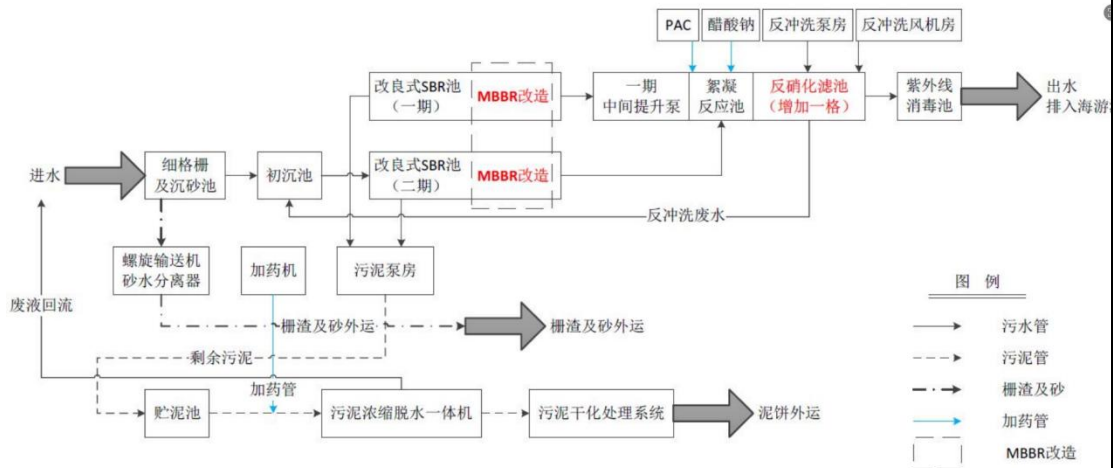 PAC
醋酸钠
反冲洗泵房
反冲洗风机房
改良式SBR池
（一期）
MBBR改造
一期
中间提升泵
絮凝
反应池
反硝化滤池
（增加一格）
紫外线
消毒池
出水
排入海游
进水
细格栅
及沉砂池
初沉池
改良式SBR池
（二期）
MBBR改造
反冲洗废水
螺旋输送机
砂水分离器
加药机
污泥泵房
废液回流
栅渣及砂外运
栅渣及砂外运
剩余污泥
加药管
贮泥池
污泥浓缩脱水一体机
污泥干化处理系统
泥饼外运
图 例
污水管
污泥管
栅渣及砂
加药管
MBBR改造